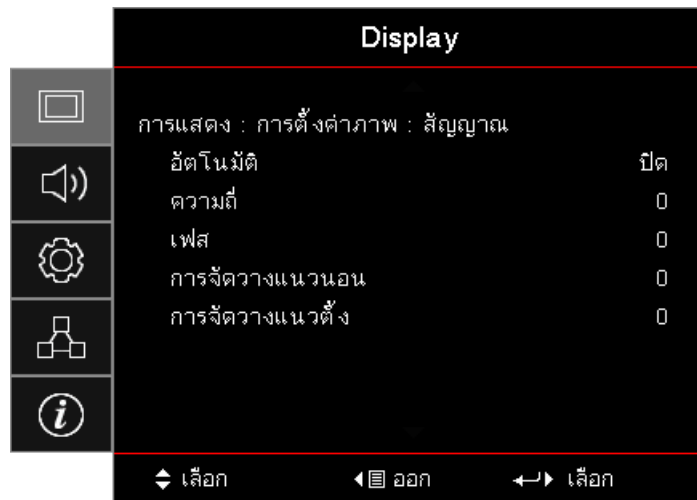 Display
การแสดง : การตั้งค่าภาพ : สัญญาณ
อัตโนมัติ ปิด
ความถี่ 0
เฟส 0
การจัดวางแนวนอน 0
การจัดวางแนวตั้ง 0
เลือก ออก เลือก